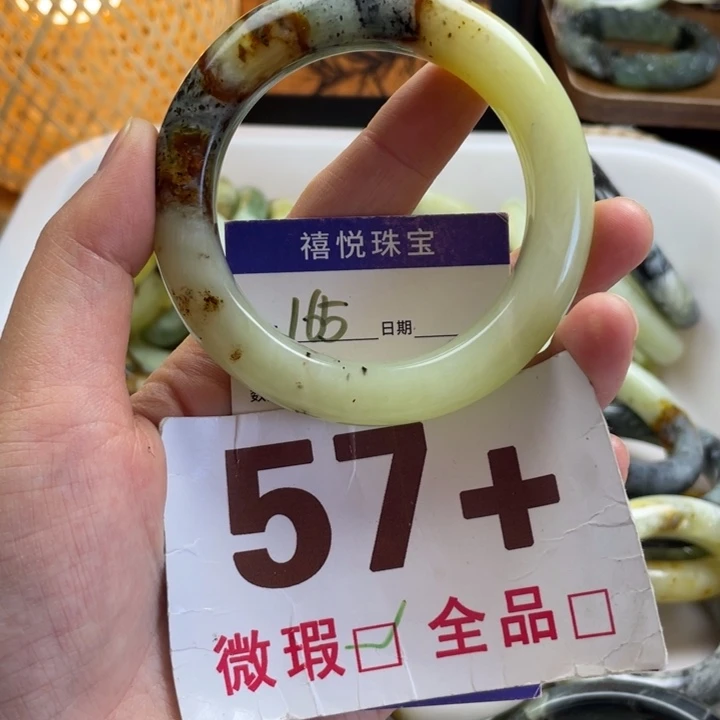 禧悦珠宝
165 日期
57+
微瑕☑ 全品☐